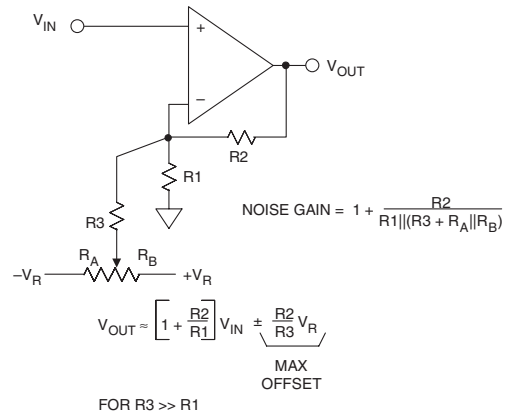 V_IN
+
V_OUT
–
R2
R1
R3
NOISE GAIN = 1 + R2 / R1||(R3 + R_A||R_B)
R_A R_B
–V_R +V_R
V_OUT ≈ [1 + R2/R1] V_IN ± R2/R3 V_R
MAX
OFFSET
FOR R3 >> R1